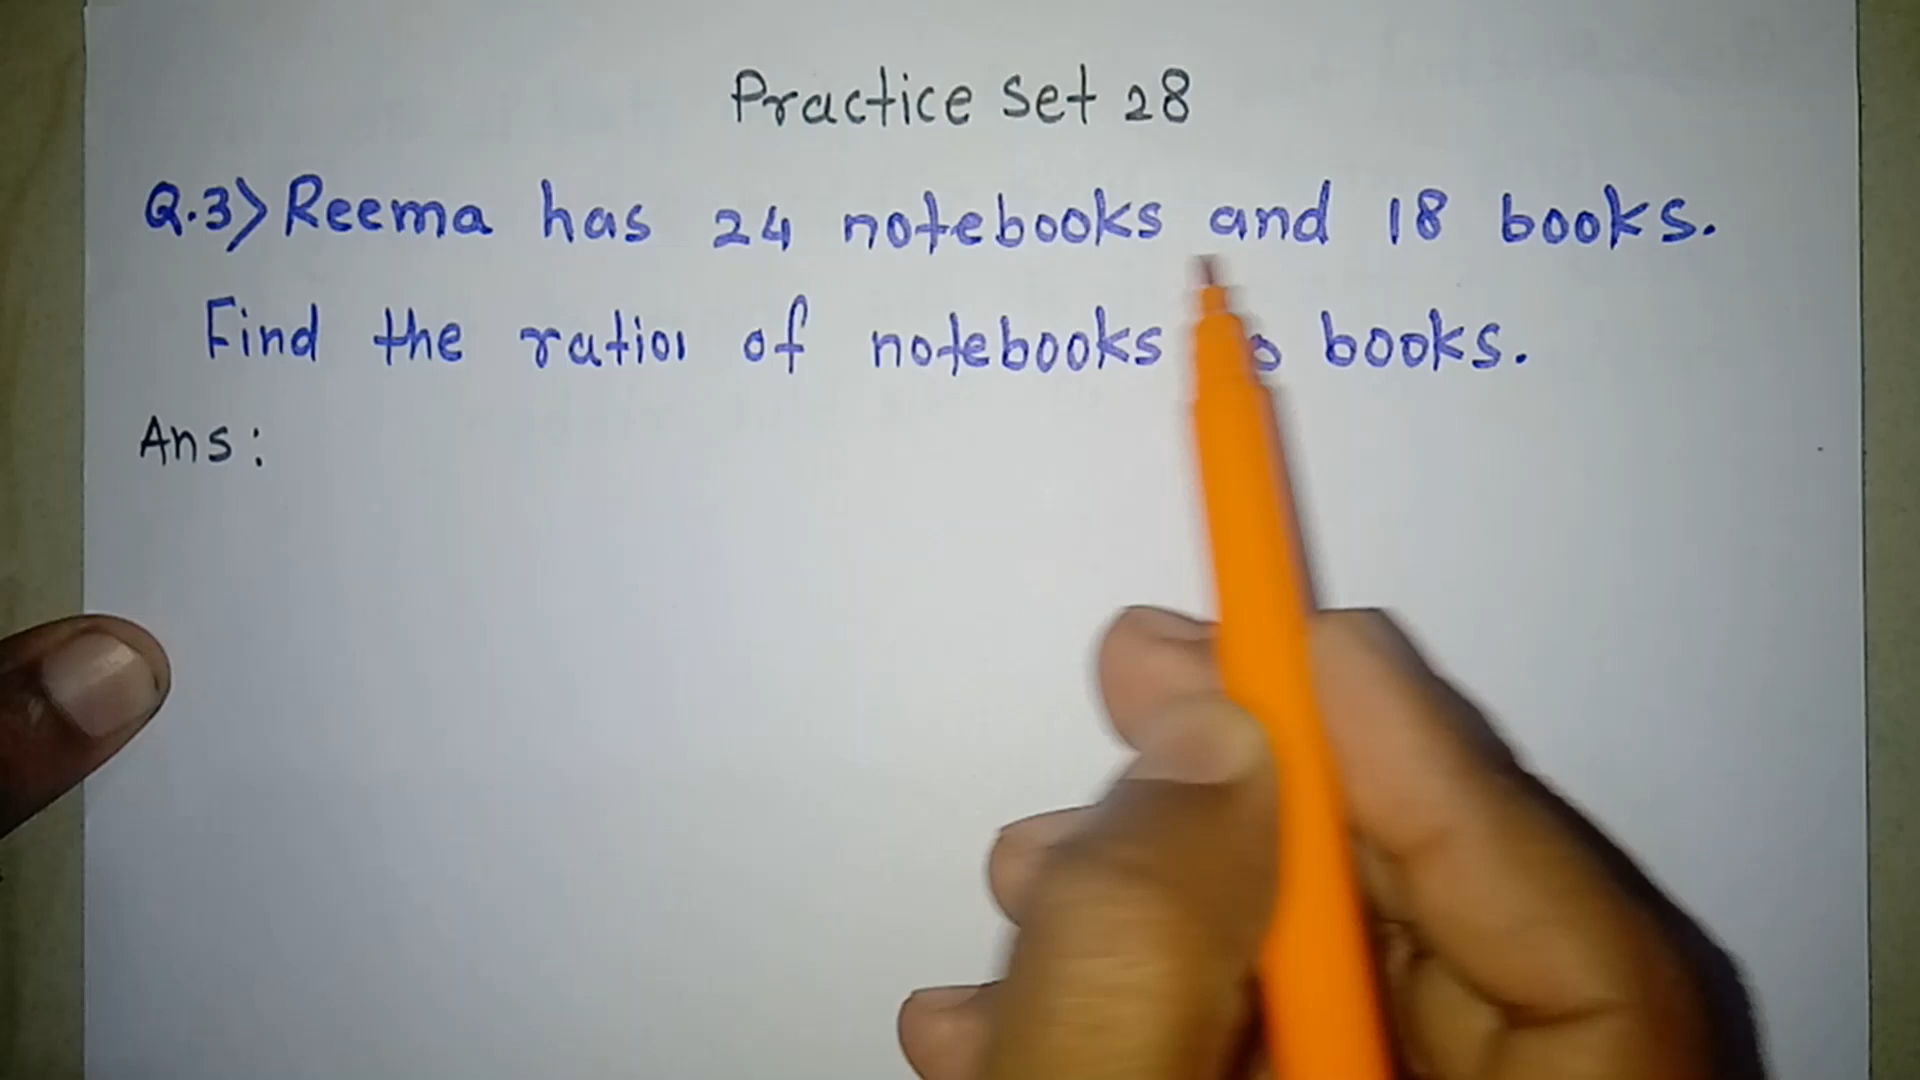 Practice Set 28
Q.3) Reema has 24 notebooks and 18 books.
Find the ratio of notebooks books.
Ans: